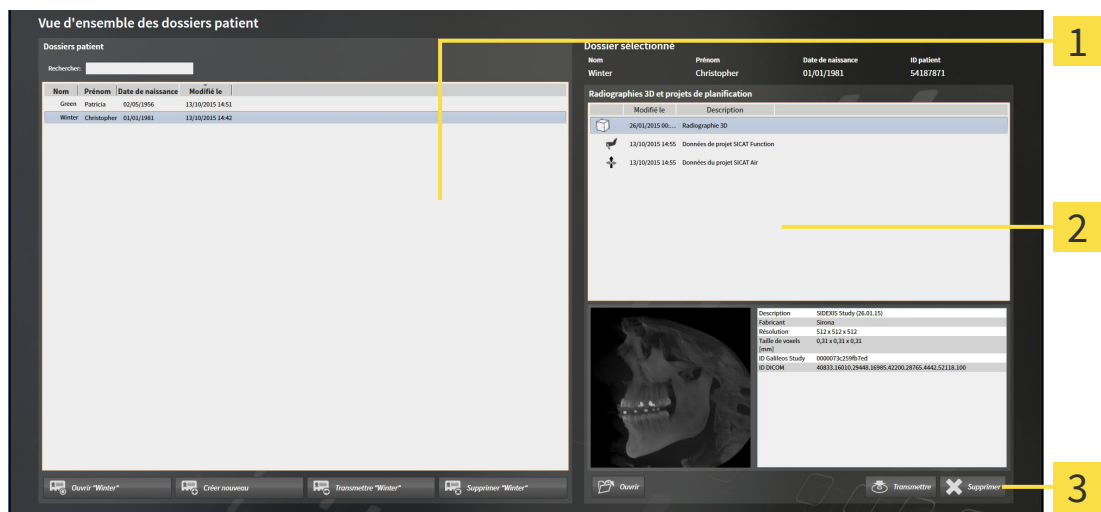 Vue d'ensemble des dossiers patient
Dossiers patient
Rechercher:
Nom Prénom Date de naissance Modifié le
Green Patricia 02/05/1956 13/10/2015 14:51
Winter Christopher 01/01/1981 13/10/2015 14:42
Ouvrir "Winter" Créer nouveau Transmettre "Winter" Supprimer "Winter"
Dossier sélectionné
Nom Prénom Date de naissance ID patient
Winter Christopher 01/01/1981 54187871
Radiographies 3D et projets de planification
Modifié le Description
26/01/2015 00:... Radiographie 3D
13/10/2015 14:55 Données de projet SICAT Function
13/10/2015 14:55 Données du projet SICAT Air
Description SIDEXIS Study (26.01.15)
Fabricant Sirona
Résolution 512 x 512 x 512
Taille de voxels 0,31 x 0,31 x 0,31
[mm]
ID Galileos Study 0000073c259fb7ed
ID DICOM 40833.16010.29448.16985.42200.28765.4442.52118.100
Ouvrir Transmettre Supprimer
1
2
3